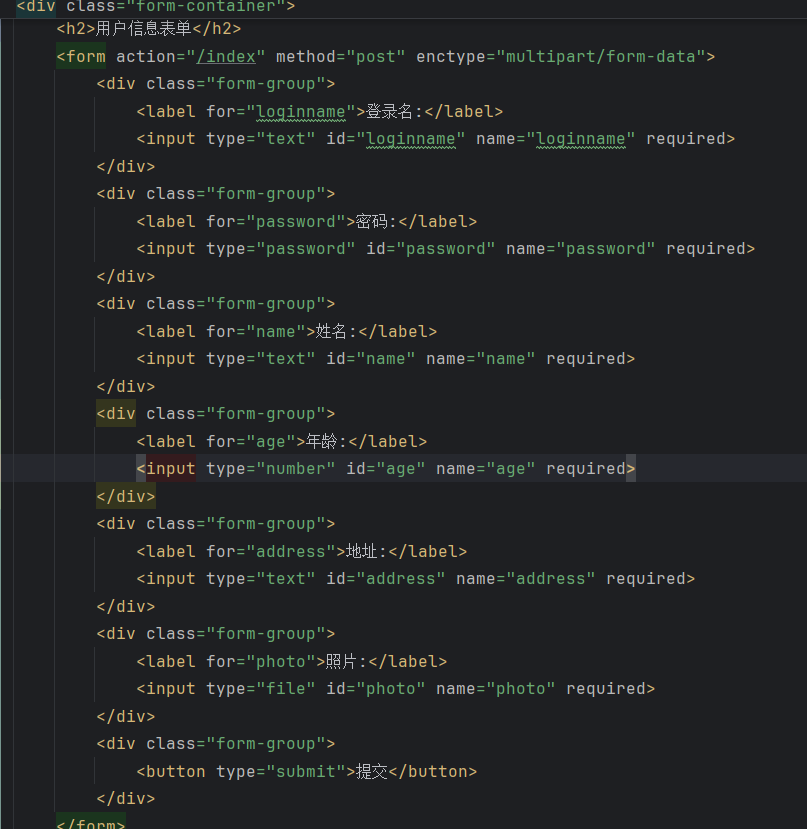 <div class="form-container">
<h2>用户信息表单</h2>
<form action="/index" method="post" enctype="multipart/form-data">
<div class="form-group">
<label for="loginname">登录名:</label>
<input type="text" id="loginname" name="loginname" required>
</div>
<div class="form-group">
<label for="password">密码:</label>
<input type="password" id="password" name="password" required>
</div>
<div class="form-group">
<label for="name">姓名:</label>
<input type="text" id="name" name="name" required>
</div>
<div class="form-group">
<label for="age">年龄:</label>
<input type="number" id="age" name="age" required>
</div>
<div class="form-group">
<label for="address">地址:</label>
<input type="text" id="address" name="address" required>
</div>
<div class="form-group">
<label for="photo">照片:</label>
<input type="file" id="photo" name="photo" required>
</div>
<div class="form-group">
<button type="submit">提交</button>
</div>
</form>